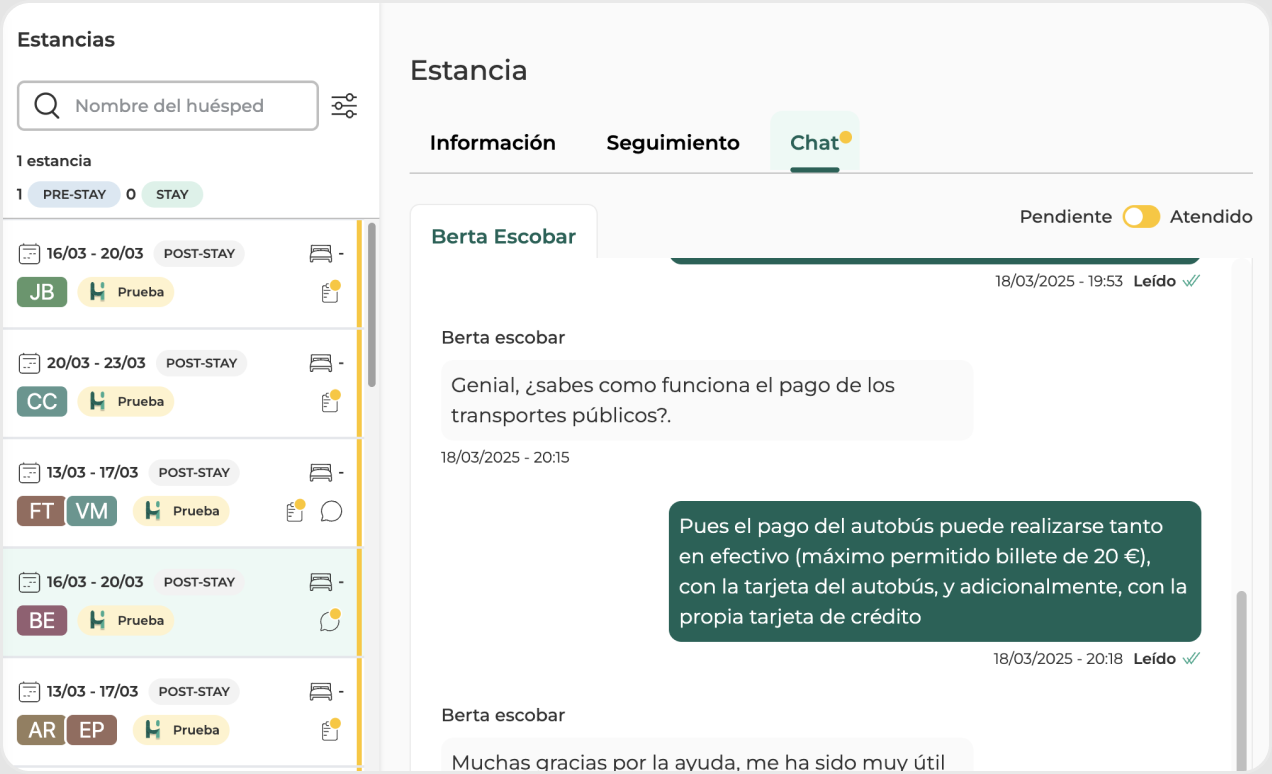 Estancias
Nombre del huésped
1 estancia
1 PRE-STAY 0 STAY
16/03 - 20/03 POST-STAY -
JB Prueba
20/03 - 23/03 POST-STAY -
CC Prueba
13/03 - 17/03 POST-STAY -
FT VM Prueba
16/03 - 20/03 POST-STAY -
BE Prueba
13/03 - 17/03 POST-STAY -
AR EP Prueba
Estancia
Información Seguimiento Chat
Pendiente Atendido
Berta Escobar
18/03/2025 - 19:53 Leído
Berta escobar
Genial, ¿sabes como funciona el pago de los
transportes públicos?.
18/03/2025 - 20:15
Pues el pago del autobús puede realizarse tanto
en efectivo (máximo permitido billete de 20 €),
con la tarjeta del autobús, y adicionalmente, con la
propia tarjeta de crédito
18/03/2025 - 20:18 Leído
Berta escobar
Muchas gracias por la ayuda, me ha sido muy útil